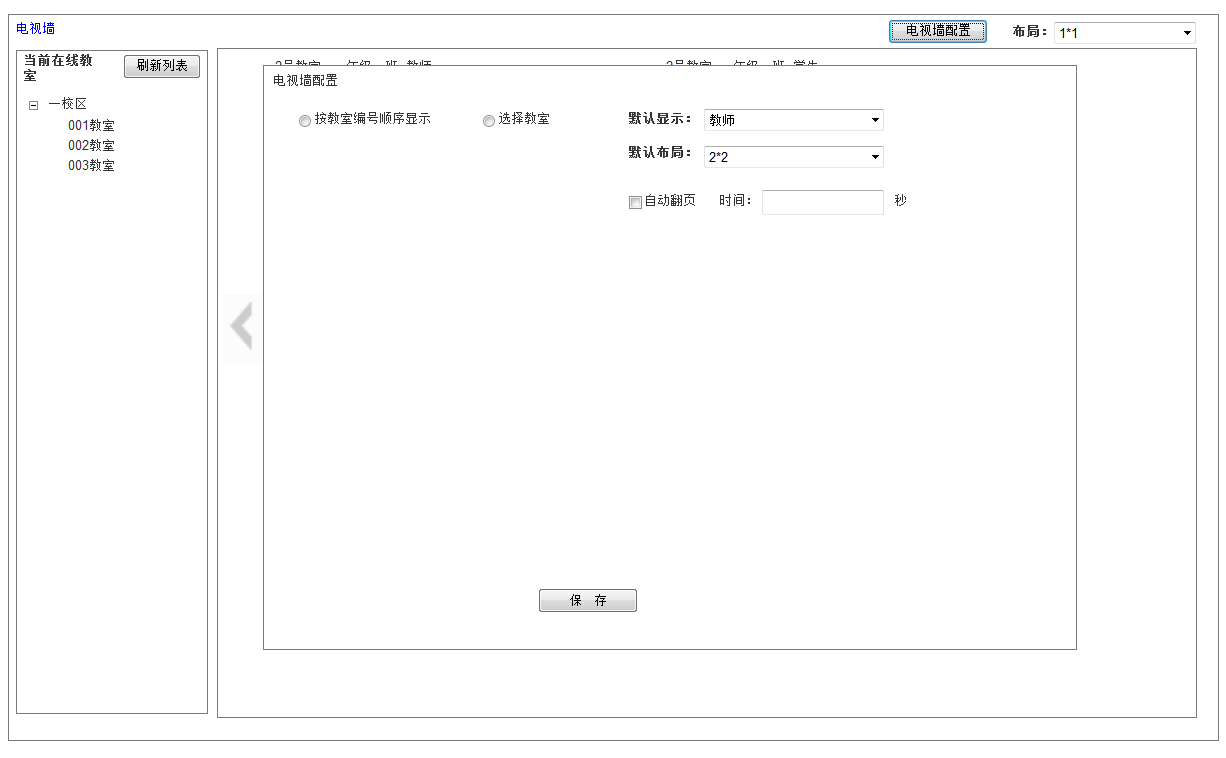 电视墙
电视墙配置
布局：
1*1
当前在线教室
刷新列表
一校区
001教室
002教室
003教室
电视墙配置
按教室编号顺序显示
选择教室
默认显示：
教师
默认布局：
2*2
自动翻页
时间：
秒
保 存